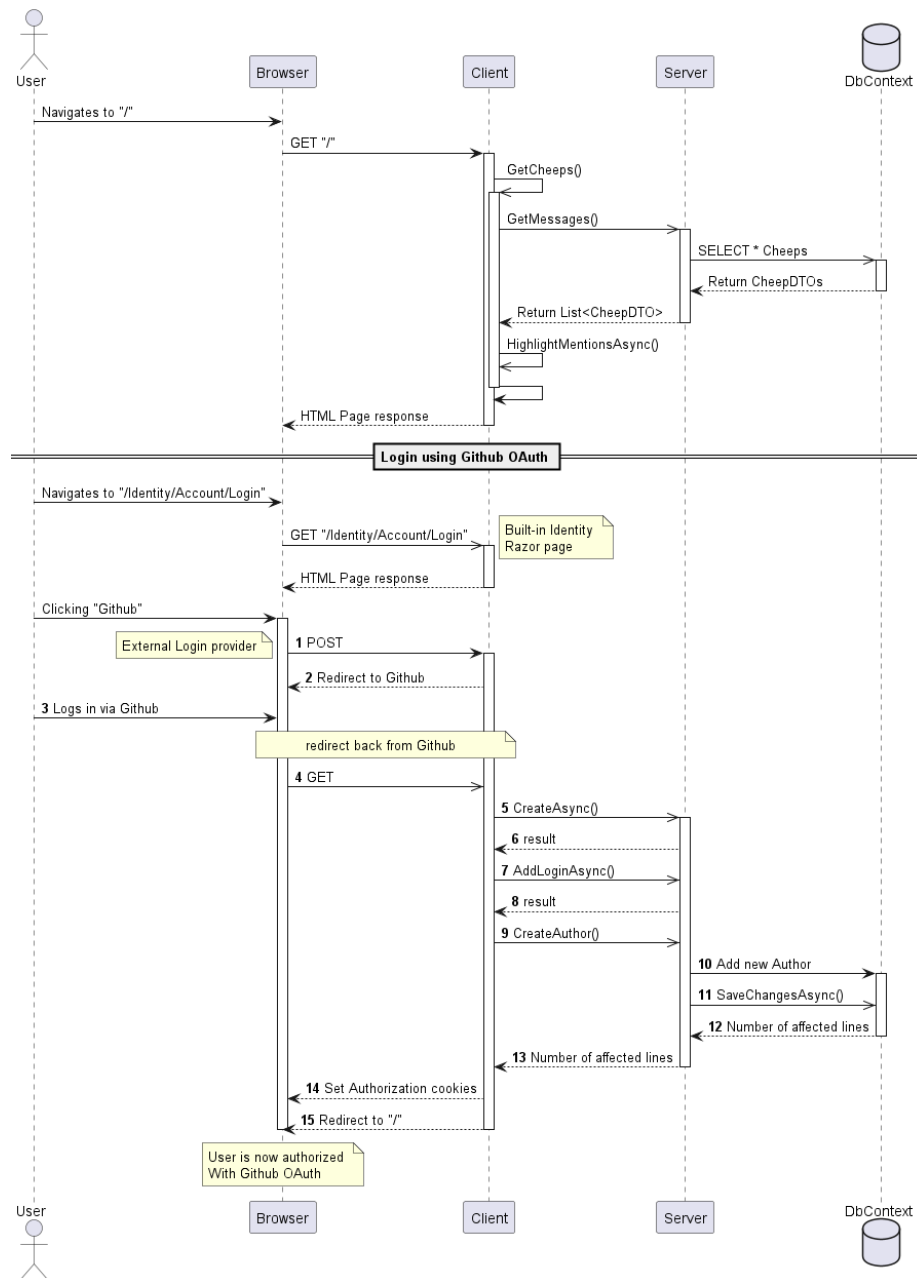 User
Browser
Client
Server
DbContext
Navigates to "/"
GET "/"
GetCheeps()
GetMessages()
SELECT * Cheeps
Return CheepDTOs
Return List<CheepDTO>
HighlightMentionsAsync()
HTML Page response
Login using Github OAuth
Navigates to "/Identity/Account/Login"
Built-in Identity
Razor page
GET "/Identity/Account/Login"
HTML Page response
Clicking "Github"
External Login provider
1 POST
2 Redirect to Github
3 Logs in via Github
redirect back from Github
4 GET
5 CreateAsync()
6 result
7 AddLoginAsync()
8 result
9 CreateAuthor()
10 Add new Author
11 SaveChangesAsync()
12 Number of affected lines
13 Number of affected lines
14 Set Authorization cookies
15 Redirect to "/"
User is now authorized
With Github OAuth
User
Browser
Client
Server
DbContext